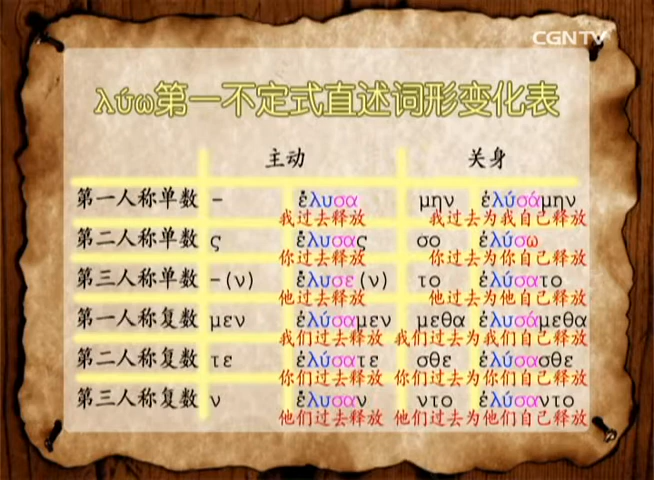 CGNTV
λύω第一不定式直述词形变化表
主动 关身
第一人称单数 - ἔλυσα μην ἐλύσάμην
我过去释放 我过去为我自己释放
第二人称单数 ς ἔλυσας σο ἐλύσω
你过去释放 你过去为你自己释放
第三人称单数 -(ν) ἔλυσε(ν) το ἐλύσατο
他过去释放 他过去为他自己释放
第一人称复数 μεν ἐλύσαμεν μεθα ἐλυσάμεθα
我们过去释放 我们过去为我们自己释放
第二人称复数 τε ἐλύσατε σθε ἐλύσασθε
你们过去释放 你们过去为你们自己释放
第三人称复数 ν ἔλυσαν ντο ἐλύσαντο
他们过去释放 他们过去为他们自己释放